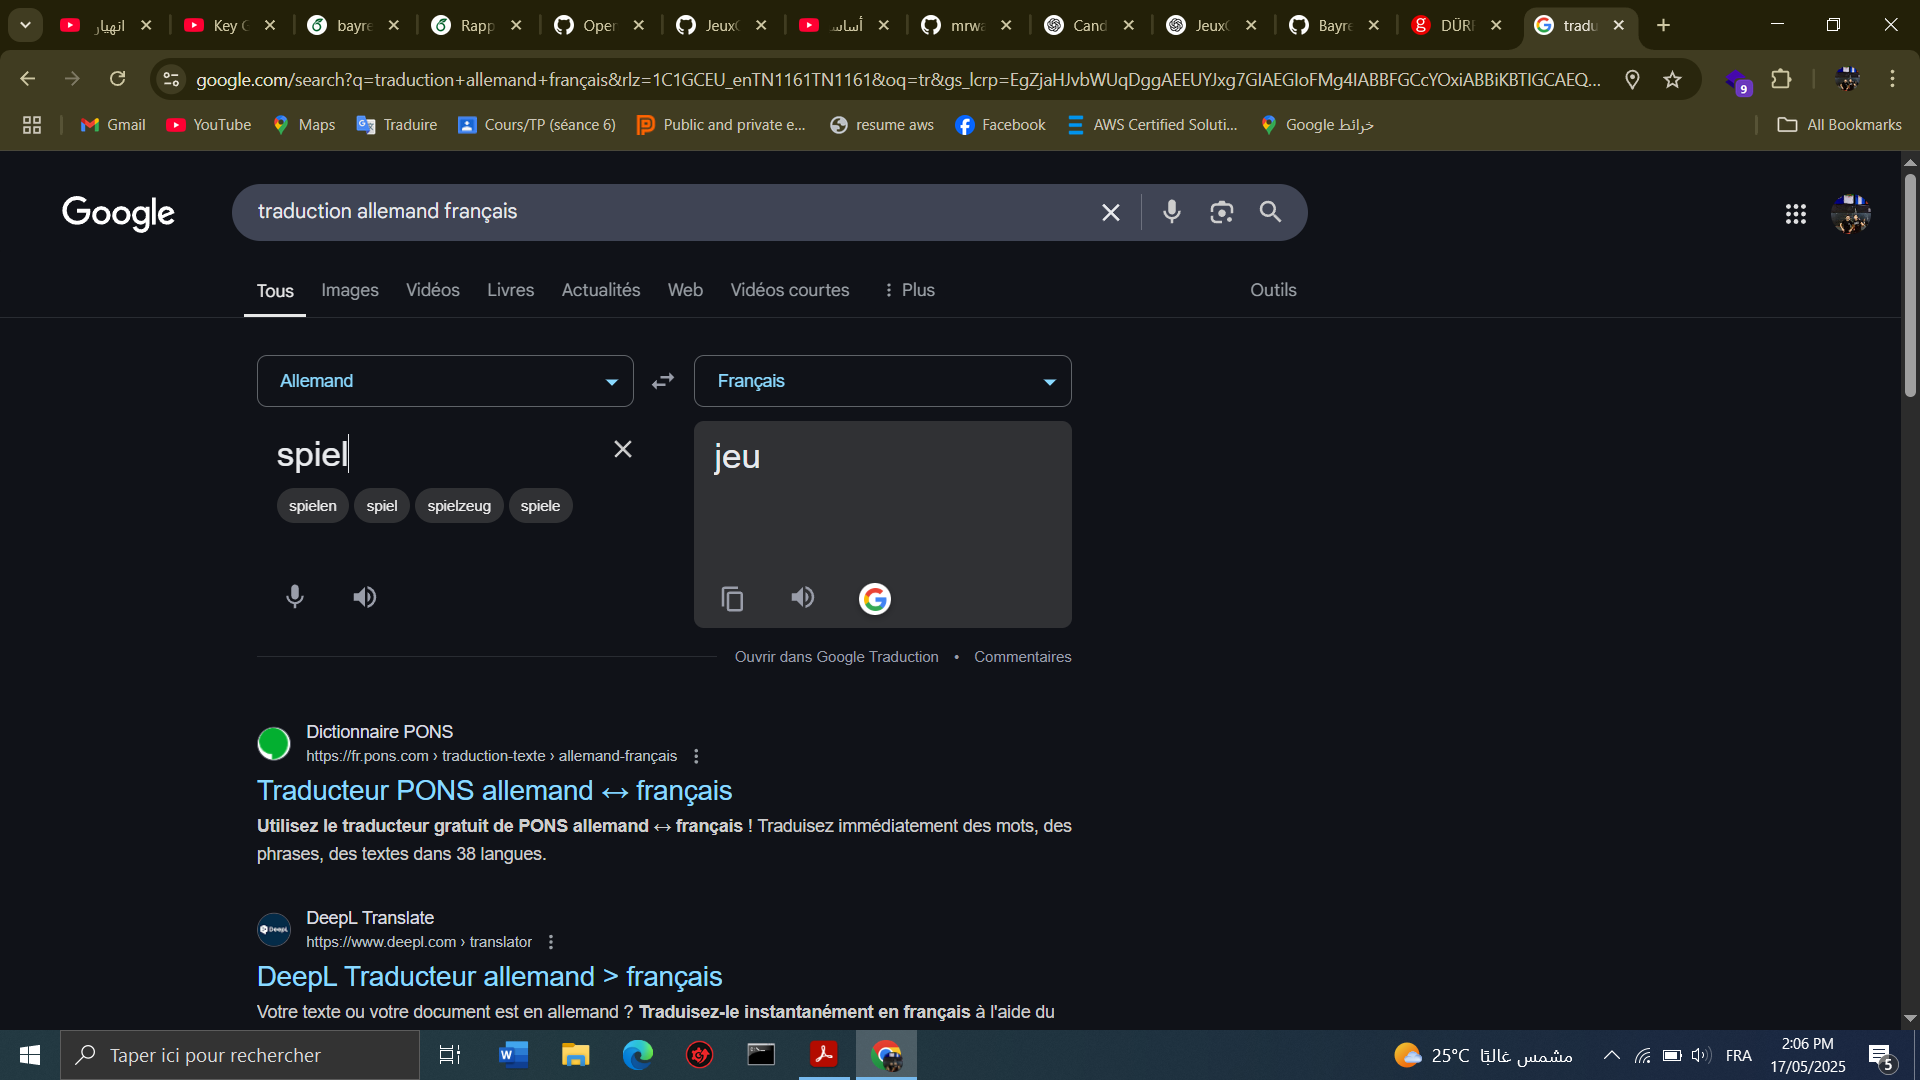 انهيار
Key G
bayre
Rapp
Open
Jeux
أساسـ
mrwa
Cand
Jeux
Bayre
DÜR
tradu
google.com/search?q=traduction+allemand+français&rlz=1C1GCEU_enTN1161TN1161&oq=tr&gs_lcrp=EgZjaHJvbWUqDggAEEUYJxg7GIAEGIoFMg4IABBFGCcYOxiABBiKBTIGCAEQ...
9
Gmail
YouTube
Maps
Traduire
Cours/TP (séance 6)
Public and private e...
resume aws
Facebook
AWS Certified Soluti...
خرائط Google
All Bookmarks
Google
traduction allemand français
Tous
Images
Vidéos
Livres
Actualités
Web
Vidéos courtes
Plus
Outils
Allemand
Français
spiel
jeu
spielen
spiel
spielzeug
spiele
Ouvrir dans Google Traduction • Commentaires
Dictionnaire PONS
https://fr.pons.com › traduction-texte › allemand-français
Traducteur PONS allemand ↔ français
Utilisez le traducteur gratuit de PONS allemand ↔ français ! Traduisez immédiatement des mots, des
phrases, des textes dans 38 langues.
DeepL
DeepL Translate
https://www.deepl.com › translator
DeepL Traducteur allemand > français
Votre texte ou votre document est en allemand ? Traduisez-le instantanément en français à l'aide du
Taper ici pour rechercher
25°C مشمس غالبًا
FRA
2:06 PM
17/05/2025
5